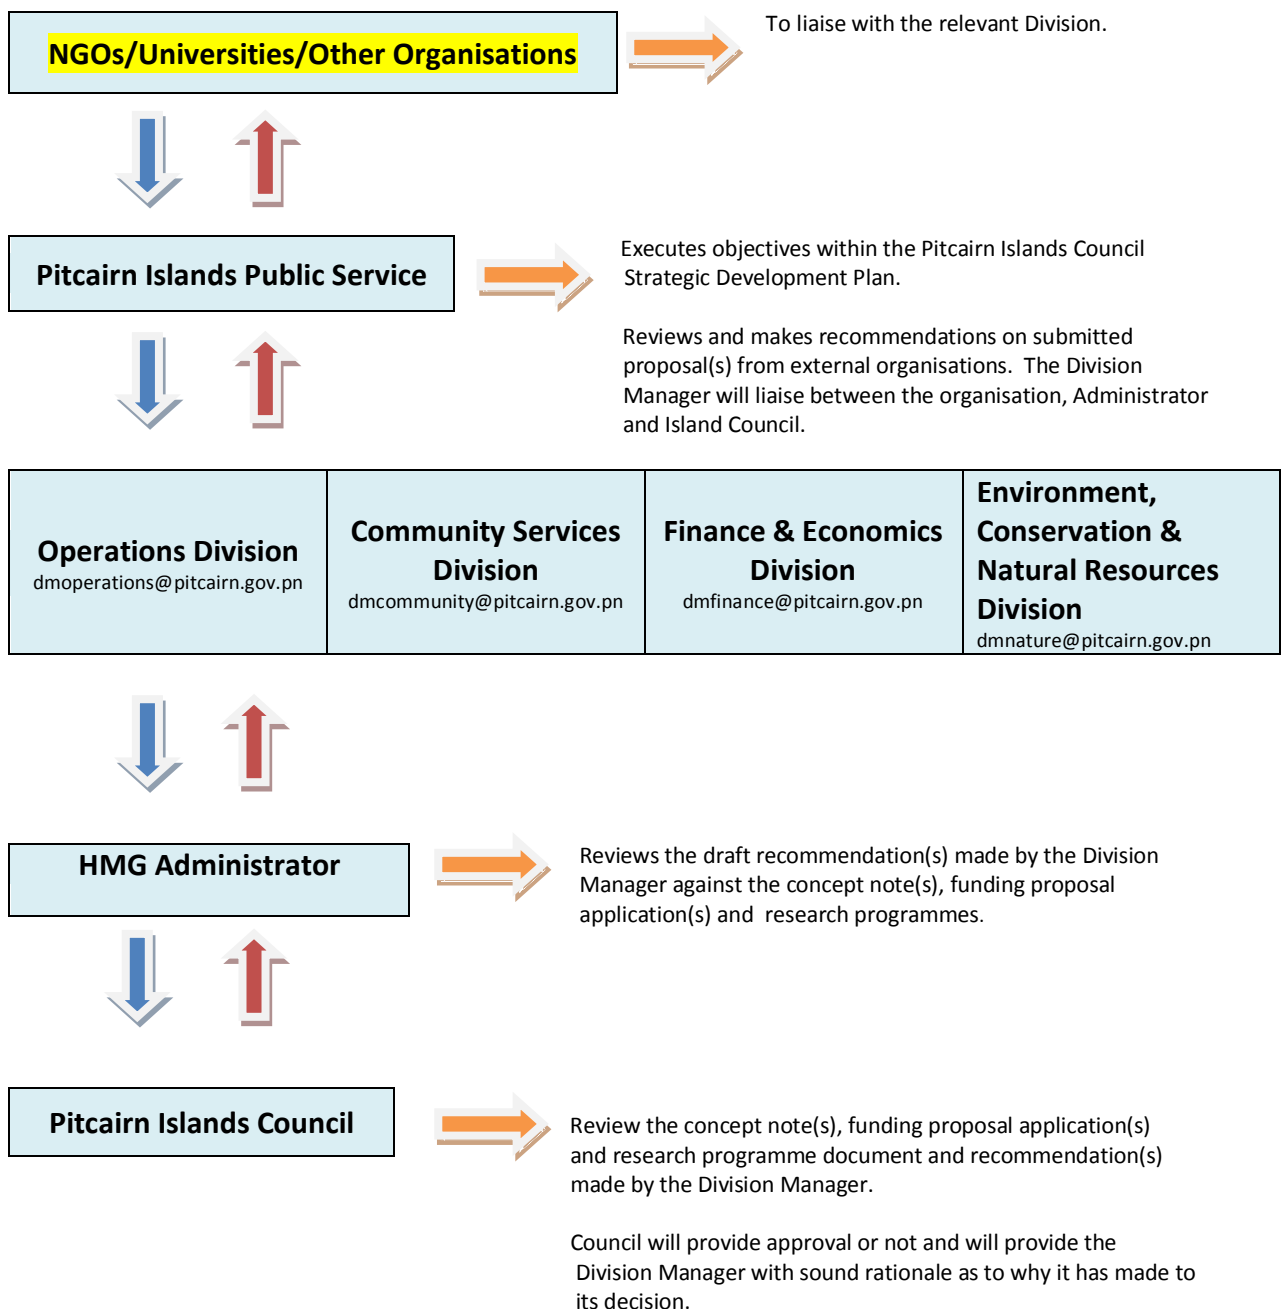 NGOs/Universities/Other Organisations
To liaise with the relevant Division.
Pitcairn Islands Public Service
Executes objectives within the Pitcairn Islands Council
Strategic Development Plan.
Reviews and makes recommendations on submitted
proposal(s) from external organisations.  The Division
Manager will liaise between the organisation, Administrator
and Island Council.
Operations Division
dmoperations@pitcairn.gov.pn
Community Services
Division
dmcommunity@pitcairn.gov.pn
Finance & Economics
Division
dmfinance@pitcairn.gov.pn
Environment,
Conservation &
Natural Resources
Division
dmnature@pitcairn.gov.pn
HMG Administrator
Reviews the draft recommendation(s) made by the Division
Manager against the concept note(s), funding proposal
application(s) and  research programmes.
Pitcairn Islands Council
Review the concept note(s), funding proposal application(s)
and research programme document and recommendation(s)
made by the Division Manager.
Council will provide approval or not and will provide the
Division Manager with sound rationale as to why it has made to
its decision.